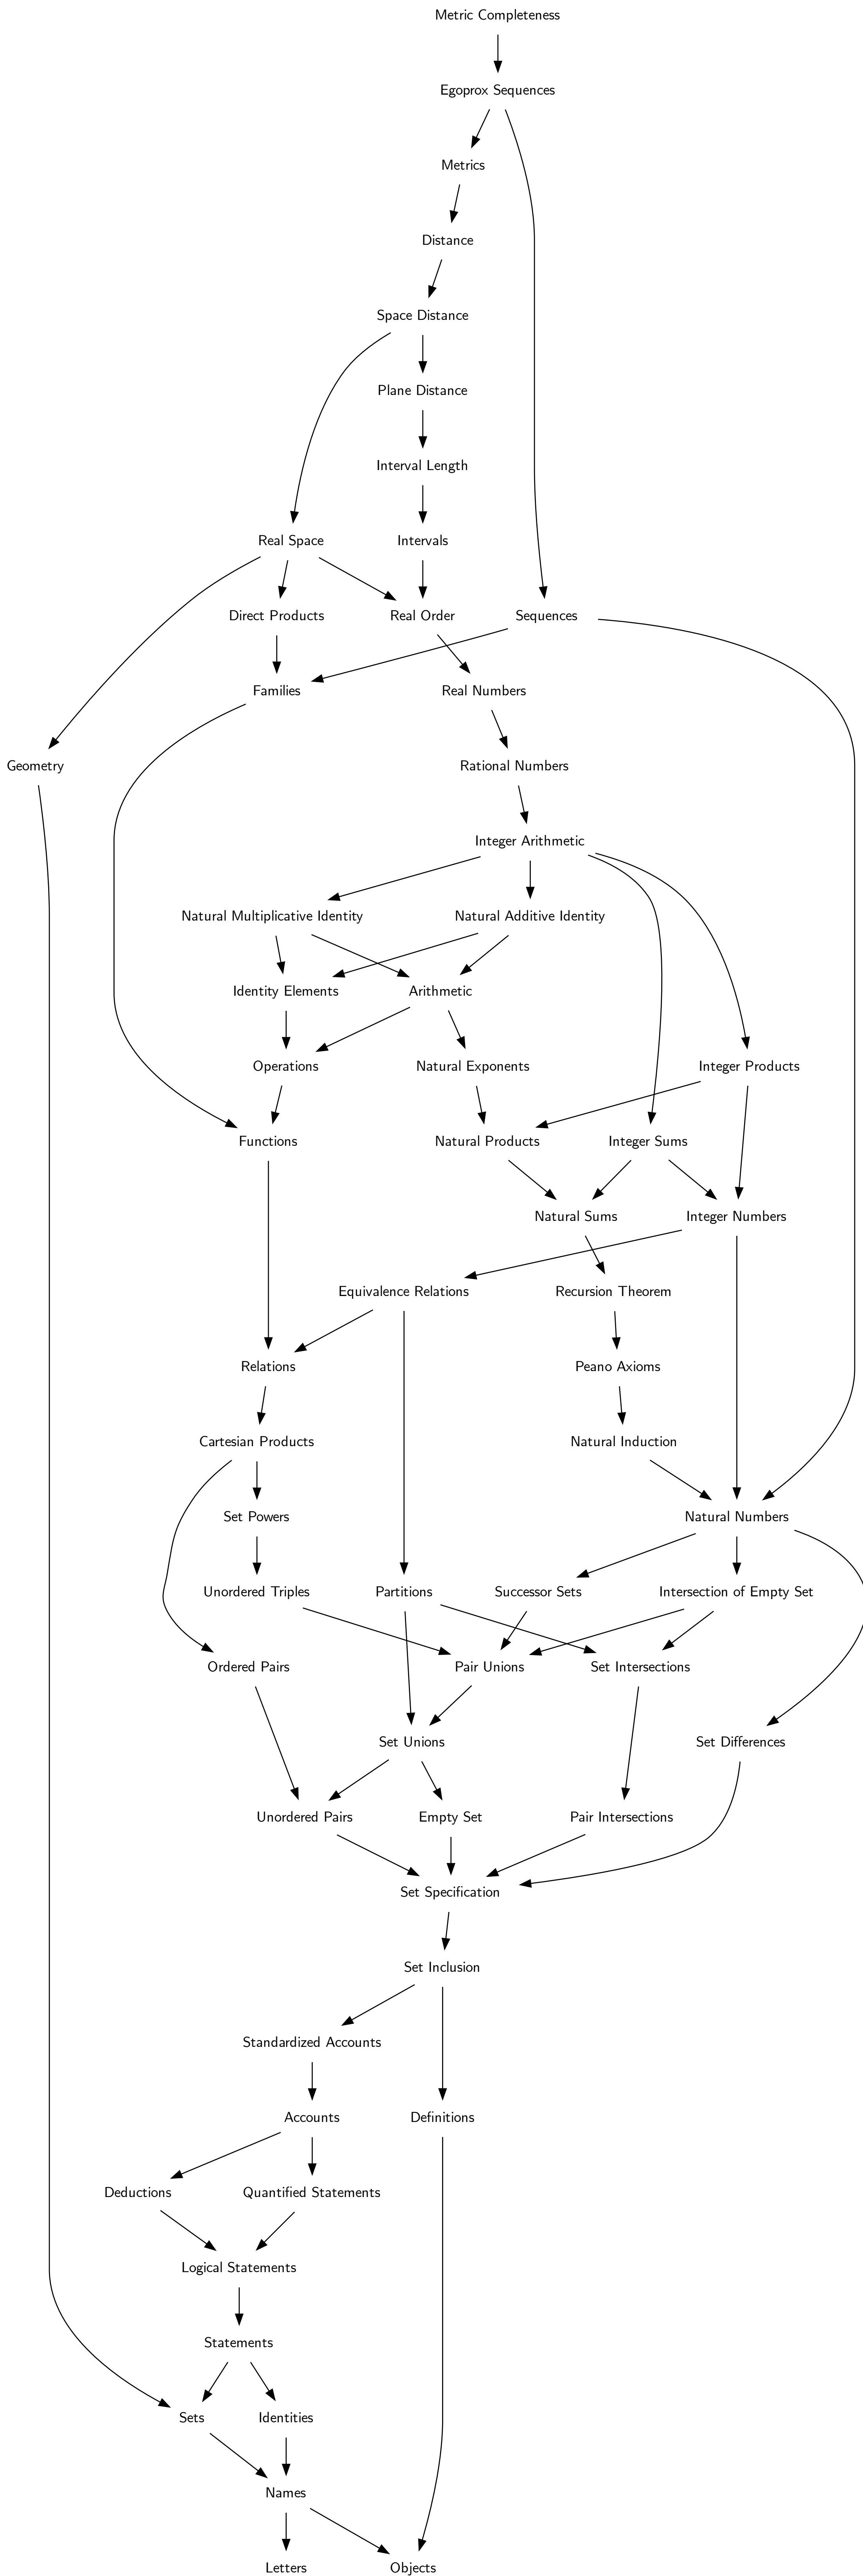 Metric Completeness
Egoprox Sequences
Metrics
Distance
Space Distance
Plane Distance
Interval Length
Real Space
Intervals
Direct Products
Real Order
Sequences
Families
Real Numbers
Geometry
Rational Numbers
Integer Arithmetic
Natural Multiplicative Identity
Natural Additive Identity
Identity Elements
Arithmetic
Operations
Natural Exponents
Integer Products
Functions
Natural Products
Integer Sums
Natural Sums
Integer Numbers
Equivalence Relations
Recursion Theorem
Relations
Peano Axioms
Cartesian Products
Natural Induction
Set Powers
Natural Numbers
Unordered Triples
Partitions
Successor Sets
Intersection of Empty Set
Ordered Pairs
Pair Unions
Set Intersections
Set Unions
Set Differences
Unordered Pairs
Empty Set
Pair Intersections
Set Specification
Set Inclusion
Standardized Accounts
Accounts
Definitions
Deductions
Quantified Statements
Logical Statements
Statements
Sets
Identities
Names
Letters
Objects